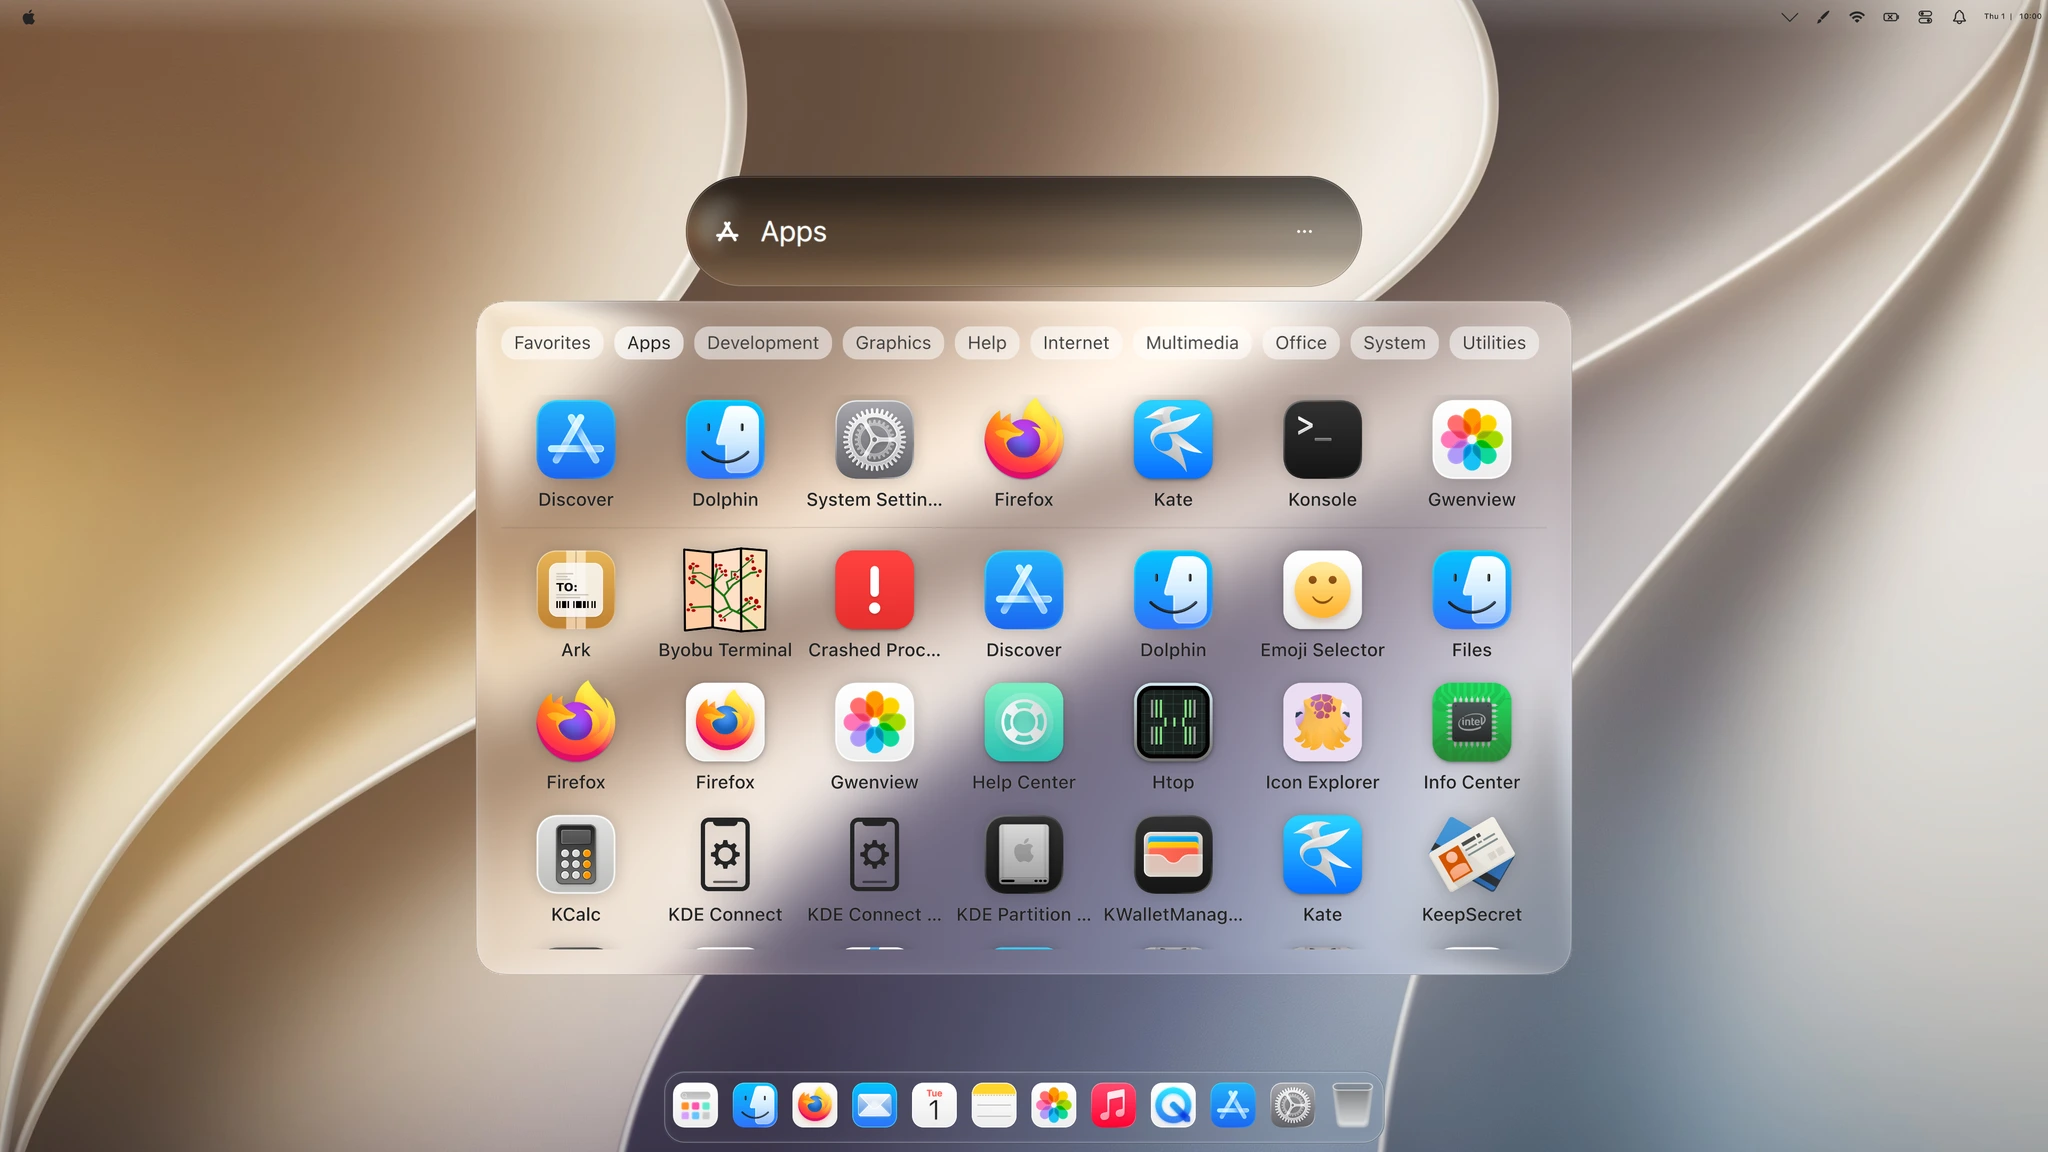 Thu 1 | 10:00
Apps
Favorites Apps Development Graphics Help Internet Multimedia Office System Utilities
Discover Dolphin System Settin... Firefox Kate Konsole Gwenview
TO:
intel
Ark Byobu Terminal Crashed Proc... Discover Dolphin Emoji Selector Files
Firefox Firefox Gwenview Help Center Htop Icon Explorer Info Center
KCalc KDE Connect KDE Connect ... KDE Partition ... KWalletManag... Kate KeepSecret
Tue
1